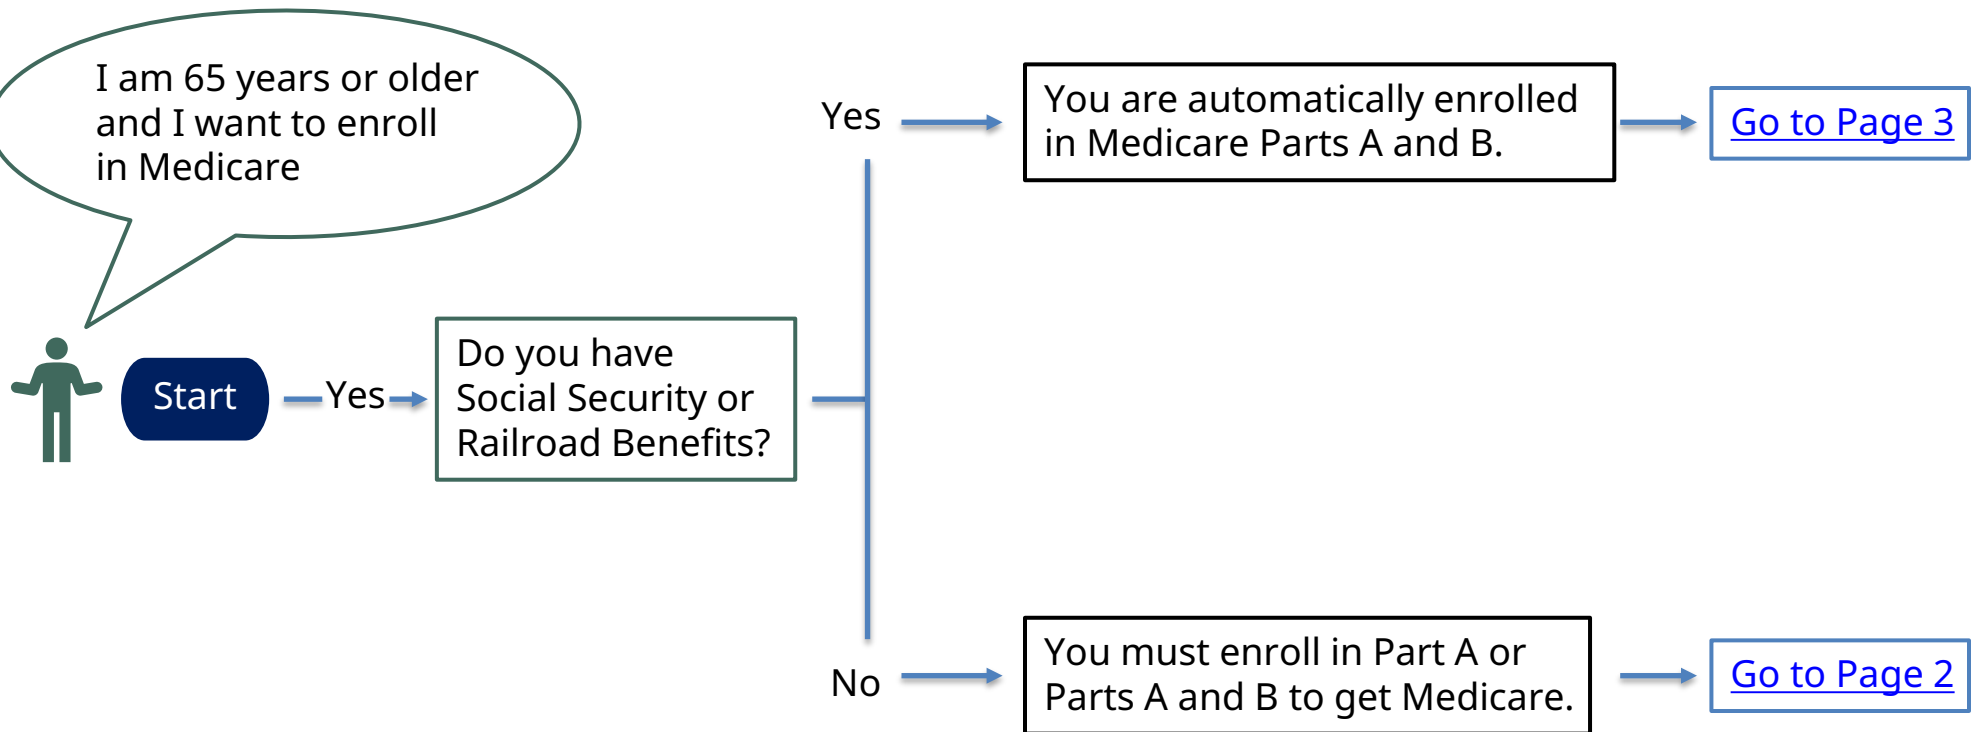 I am 65 years or older
and I want to enroll
in Medicare
Start
Yes
Do you have
Social Security or
Railroad Benefits?
Yes
You are automatically enrolled
in Medicare Parts A and B.
Go to Page 3
No
You must enroll in Part A or
Parts A and B to get Medicare.
Go to Page 2